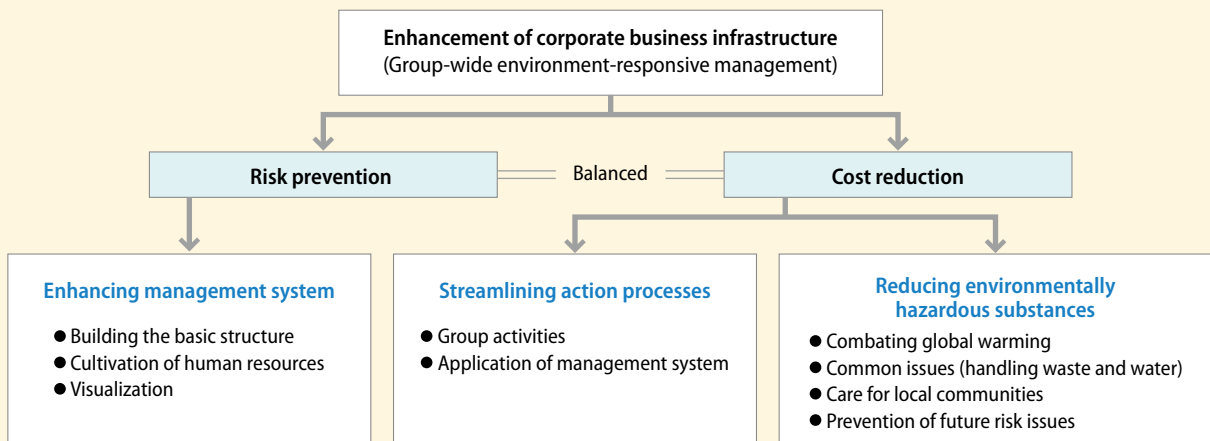 Enhancement of corporate business infrastructure
(Group-wide environment-responsive management)
Risk prevention
Balanced
Cost reduction
Enhancing management system
● Building the basic structure
● Cultivation of human resources
● Visualization
Streamlining action processes
● Group activities
● Application of management system
Reducing environmentally
hazardous substances
● Combating global warming
● Common issues (handling waste and water)
● Care for local communities
● Prevention of future risk issues